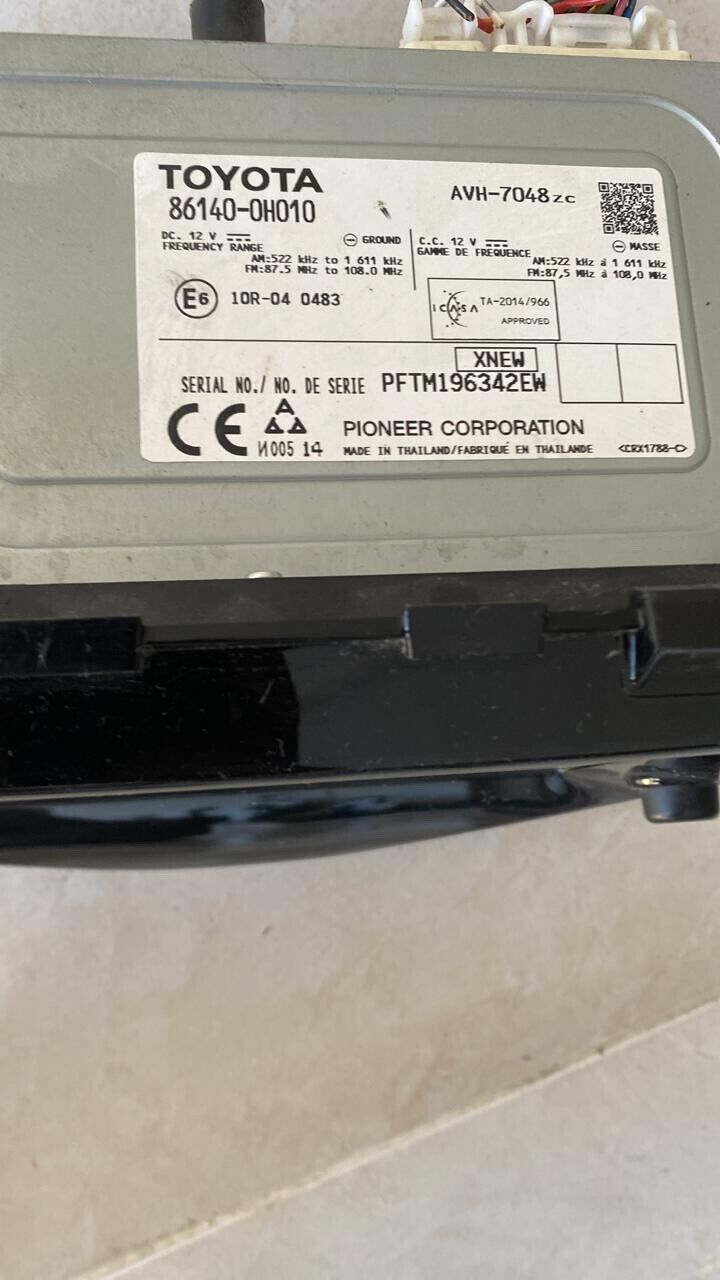 TOYOTA
86140-0H010
AVH-7048zc
DC. 12 V
GROUND
FREQUENCY RANGE
AM:522 kHz to 1 611 kHz
FM:87.5 MHz to 108.0 MHz
C.C. 12 V
MASSE
GAMME DE FREQUENCE
AM:522 kHz à 1 611 kHz
FM:87,5 MHz à 108,0 MHz
E6 10R-04 0483
ICASA TA-2014/966
APPROVED
XNEW
SERIAL NO./ NO. DE SERIE PFTM196342EW
CE
И005 14
PIONEER CORPORATION
MADE IN THAILAND/FABRIQUÉ EN THAILANDE
<CRX1788-C>